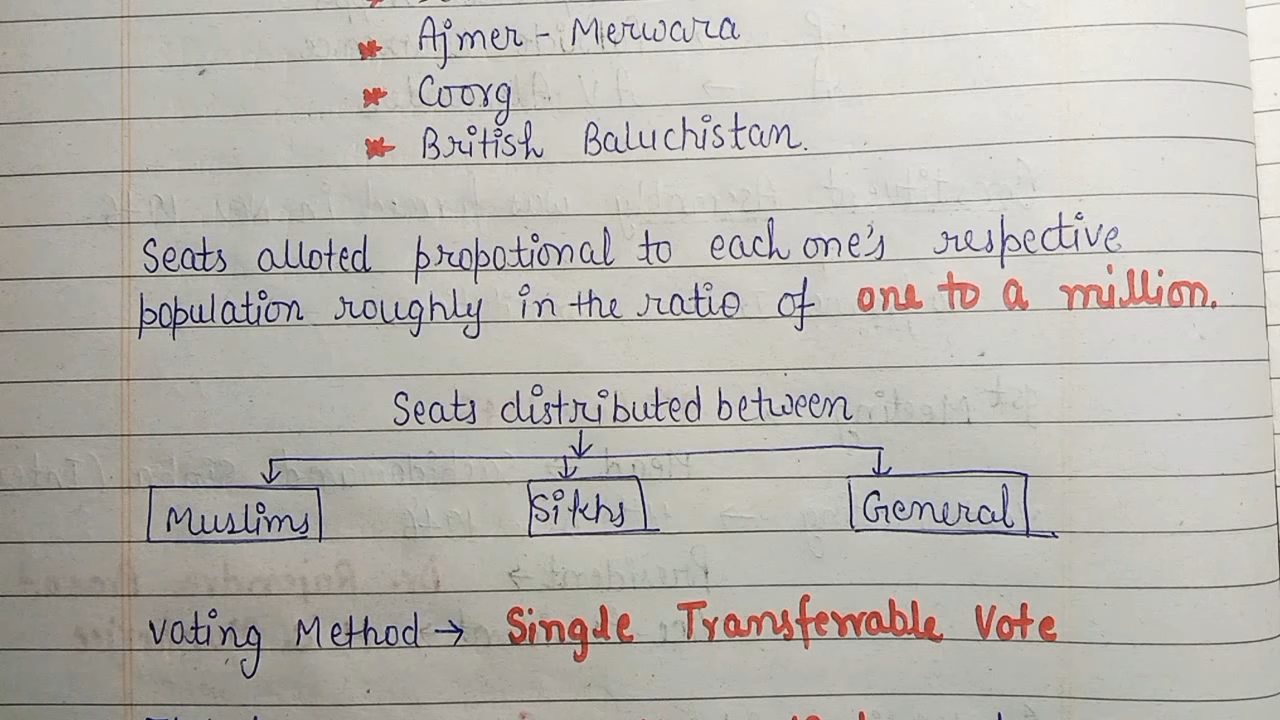 Ajmer - Merwara
Coorg
British Baluchistan.
Seats alloted propotional to each one's respective
population roughly in the ratio of one to a million.
Seats distributed between
Muslims Sikhs General
Voting Method → Single Transferrable Vote